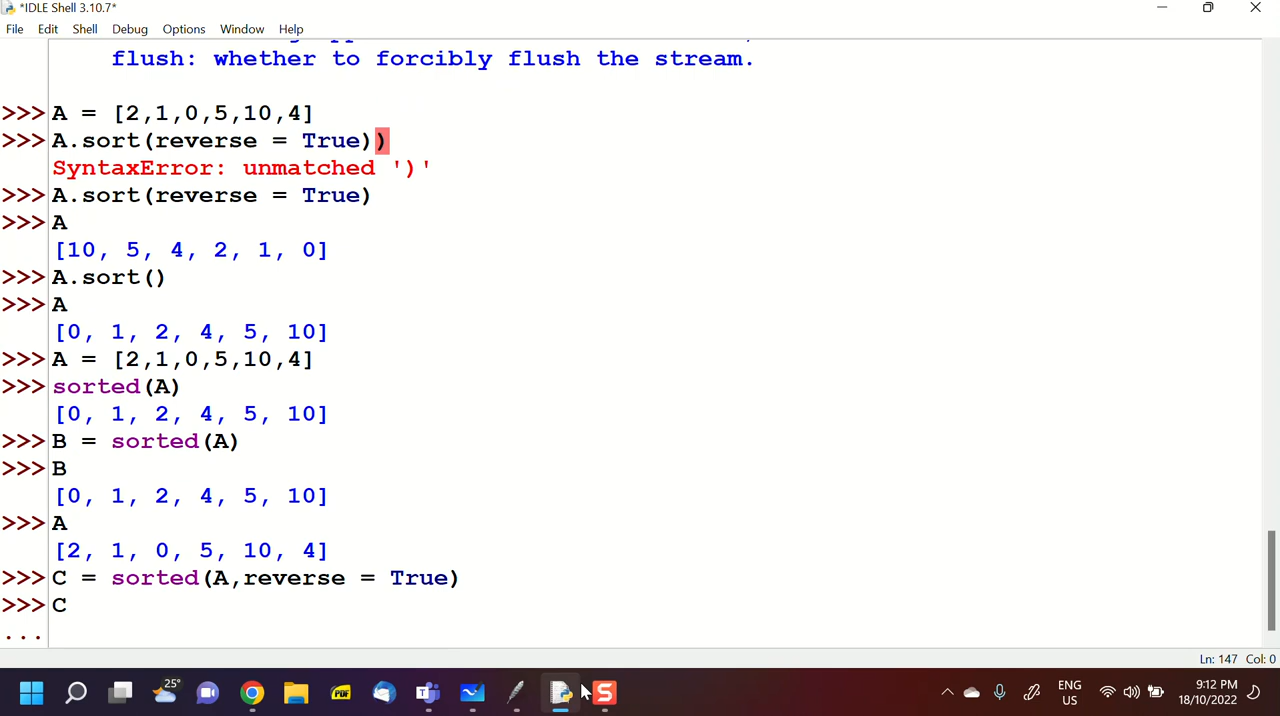 *IDLE Shell 3.10.7*
File Edit Shell Debug Options Window Help
flush: whether to forcibly flush the stream.
>>> A = [2,1,0,5,10,4]
>>> A.sort(reverse = True))
SyntaxError: unmatched ')'
>>> A.sort(reverse = True)
>>> A
[10, 5, 4, 2, 1, 0]
>>> A.sort()
>>> A
[0, 1, 2, 4, 5, 10]
>>> A = [2,1,0,5,10,4]
>>> sorted(A)
[0, 1, 2, 4, 5, 10]
>>> B = sorted(A)
>>> B
[0, 1, 2, 4, 5, 10]
>>> A
[2, 1, 0, 5, 10, 4]
>>> C = sorted(A,reverse = True)
>>> C
...
Ln: 147 Col: 0
25°
PDF
S
ENG
US
9:12 PM
18/10/2022